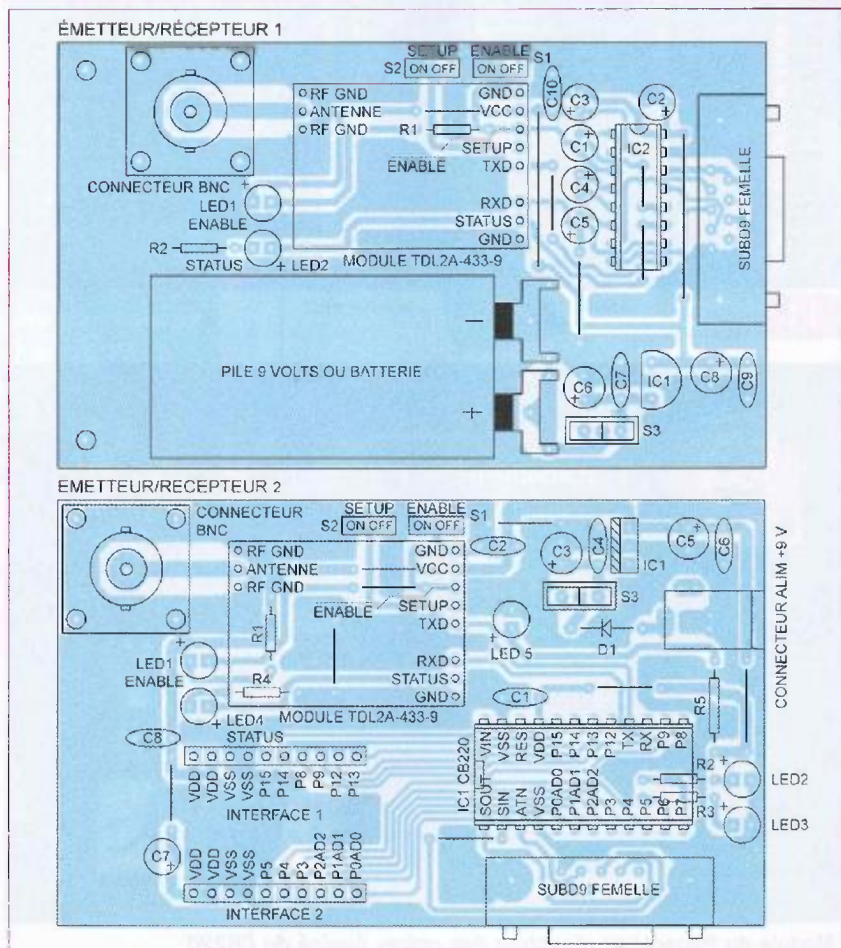 ÉMETTEUR/RÉCEPTEUR 1
SETUP ENABLE
S2 ON OFF ON OFF S1
RF GND
ANTENNE
RF GND
GND
VCC
R1
SETUP
ENABLE
TXD
RXD
STATUS
GND
MODULE TDL2A-433-9
CONNECTEUR BNC
+
LED1
ENABLE
R2
STATUS
+ LED2
C10
C3
+
C2
+
C1
+
IC2
C4
+
C5
+
SUBD9 FEMELLE
PILE 9 VOLTS OU BATTERIE
−
+
C6
+
C7
IC1
C8
+
C9
S3
EMETTEUR/RECEPTEUR 2
CONNECTEUR
BNC
SETUP ENABLE
S2 ON OFF ON OFF S1
RF GND
ANTENNE
RF GND
GND
VCC
ENABLE
SETUP
TXD
R1
RXD
R4
STATUS
GND
MODULE TDL2A-433-9
+
LED1
ENABLE
+
LED4
STATUS
C2
C3
+
C4
IC1
C5
+
C6
S3
+
LED 5
D1
CONNECTEUR ALIM +9 V
C1
R5
C8
VDD VDD VSS VSS P15 P14 P8 P9 P12 P13
INTERFACE 1
IC1 CB220
VIN VSS RES VDD P15 P14 P13 P12 TX RX P9 P8
SOUT SIN ATN VSS P0AD0 P1AD1 P2AD2 P3 P4 P5 P6 P7
R2
R3
+
LED2
+
LED3
C7
+
VDD VDD VSS VSS P5 P4 P3 P2AD2 P1AD1 P0AD0
INTERFACE 2
SUBD9 FEMELLE